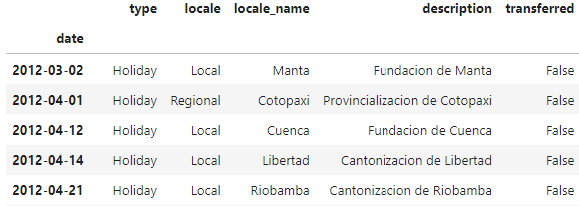 type locale locale_name description transferred
date
2012-03-02 Holiday Local Manta Fundacion de Manta False
2012-04-01 Holiday Regional Cotopaxi Provincializacion de Cotopaxi False
2012-04-12 Holiday Local Cuenca Fundacion de Cuenca False
2012-04-14 Holiday Local Libertad Cantonizacion de Libertad False
2012-04-21 Holiday Local Riobamba Cantonizacion de Riobamba False